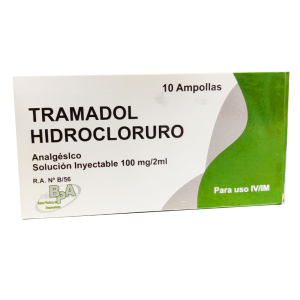 10 Ampollas
TRAMADOL
HIDROCLORURO
Analgésico
Solución Inyectable 100 mg/2ml
R.A. Nº B/56
Para uso IV/IM